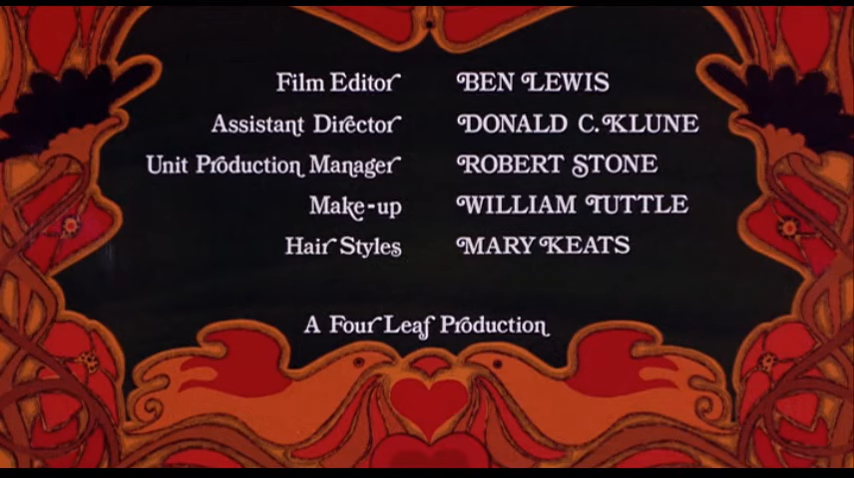 Film Editor BEN LEWIS
Assistant Director DONALD C. KLUNE
Unit Production Manager ROBERT STONE
Make-up WILLIAM TUTTLE
Hair Styles MARY KEATS
A Four Leaf Production